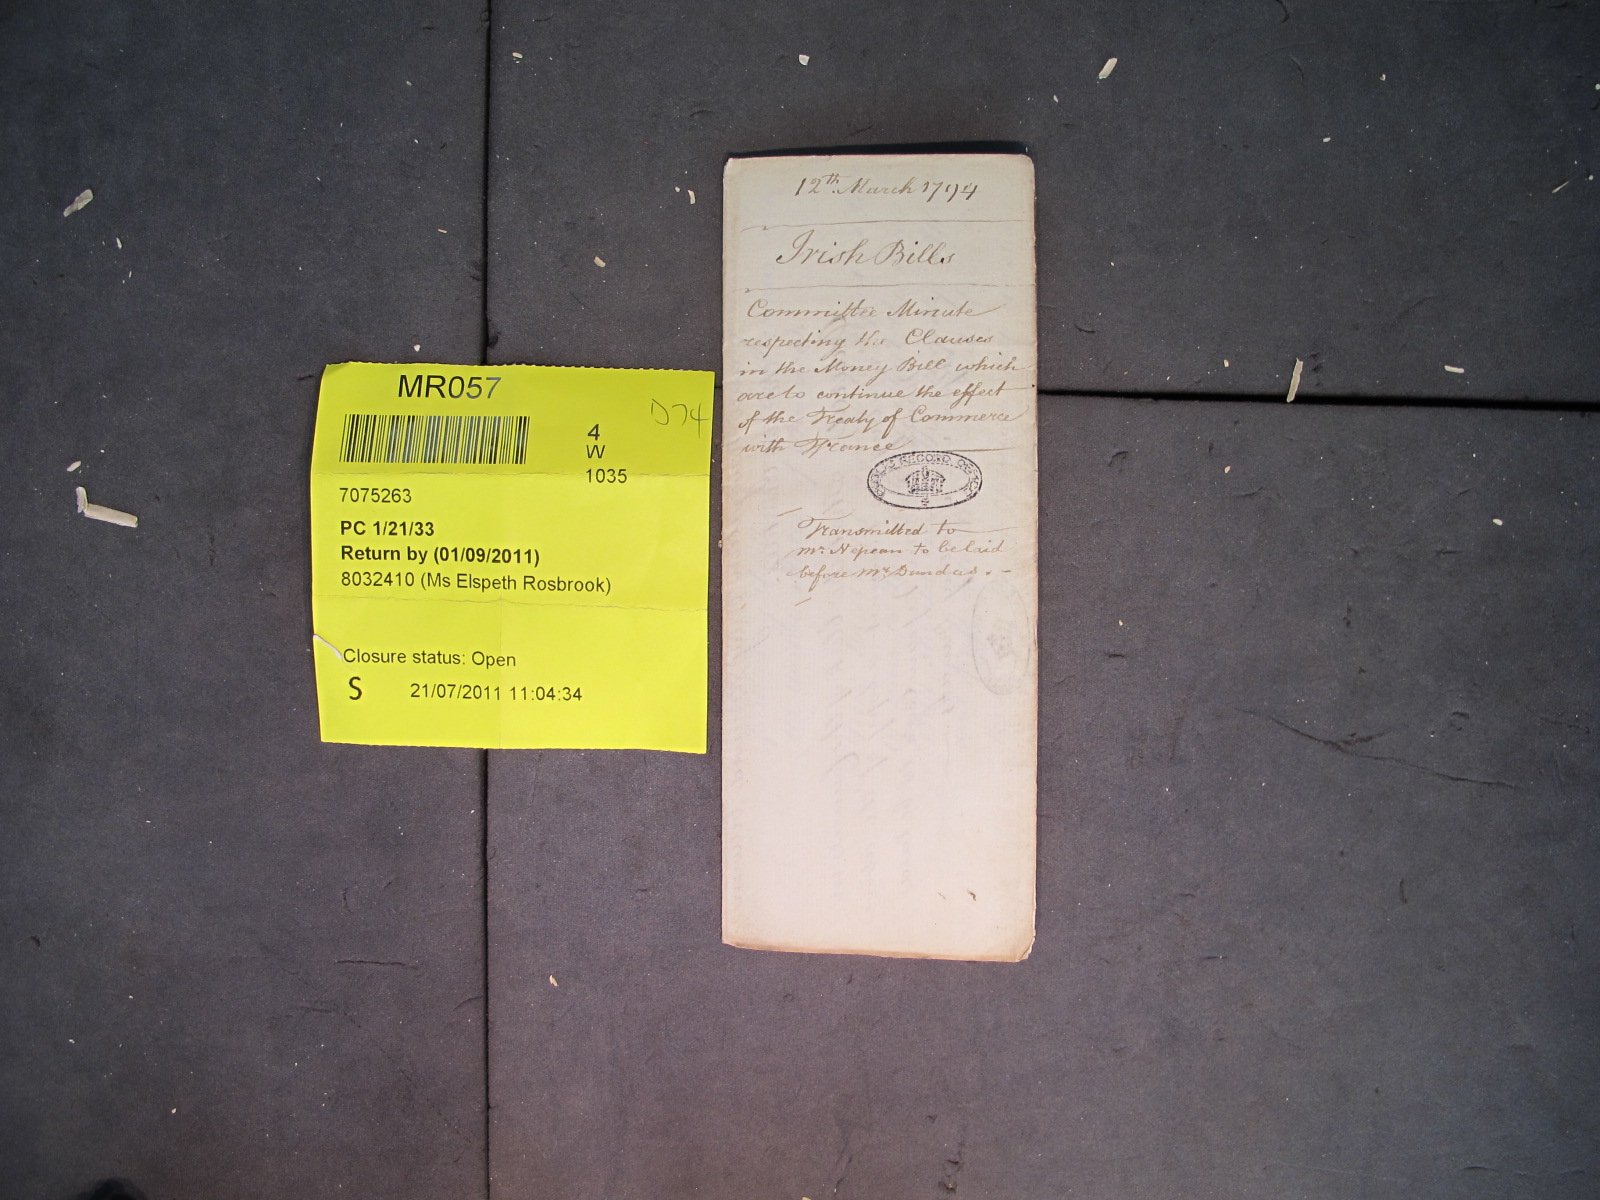 MR057
D74
4
W
1035
7075263
PC 1/21/33
Return by (01/09/2011)
8032410 (Ms Elspeth Rosbrook)
Closure status: Open
S 21/07/2011 11:04:34
12th March 1794
Irish Bills
Committee Minute
respecting the Clauses
in the Money Bill which
are to continue the effect
of the Treaty of Commerce
with France
PUBLIC RECORD OFFICE
Transmitted to
Mr Nepean to be laid
before Mr Dundas. -